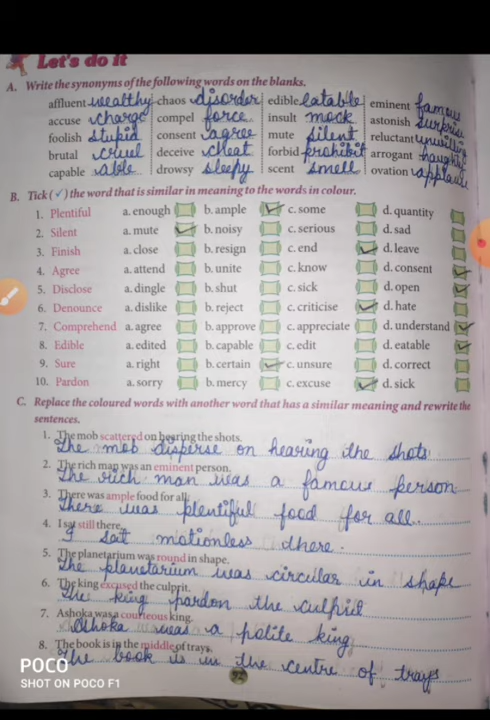 Let's do it
A. Write the synonyms of the following words on the blanks.
affluent wealthy chaos disorder edible eatable eminent famous
accuse charge compel force insult mock astonish surprise
foolish stupid consent agree mute silent reluctant unwilling
brutal cruel deceive cheat forbid prohibit arrogant haughty
capable able drowsy sleepy scent smell ovation applause
B. Tick (✓) the word that is similar in meaning to the words in colour.
1. Plentiful a. enough b. ample ✓ c. some d. quantity
2. Silent a. mute ✓ b. noisy c. serious d. sad
3. Finish a. close b. resign c. end ✓ d. leave
4. Agree a. attend b. unite c. know d. consent ✓
5. Disclose a. dingle b. shut c. sick d. open ✓
6. Denounce a. dislike b. reject c. criticise ✓ d. hate
7. Comprehend a. agree b. approve c. appreciate d. understand ✓
8. Edible a. edited b. capable c. edit d. eatable ✓
9. Sure a. right b. certain ✓ c. unsure d. correct
10. Pardon a. sorry b. mercy c. excuse ✓ d. sick
C. Replace the coloured words with another word that has a similar meaning and rewrite the
sentences.
1. The mob scattered on hearing the shots.
The mob disperse on hearing the shots
2. The rich man was an eminent person.
The rich man was a famous person
3. There was ample food for all.
There was plentiful food for all.
4. I sat still there.
I sat motionless there.
5. The planetarium was round in shape.
The planetarium was circular in shape
6. The king excused the culprit.
The king pardon the culprit
7. Ashoka was a courteous king.
Ashoka was a polite king
8. The book is in the middle of trays.
The book is in the centre of trays
POCO
SHOT ON POCO F1